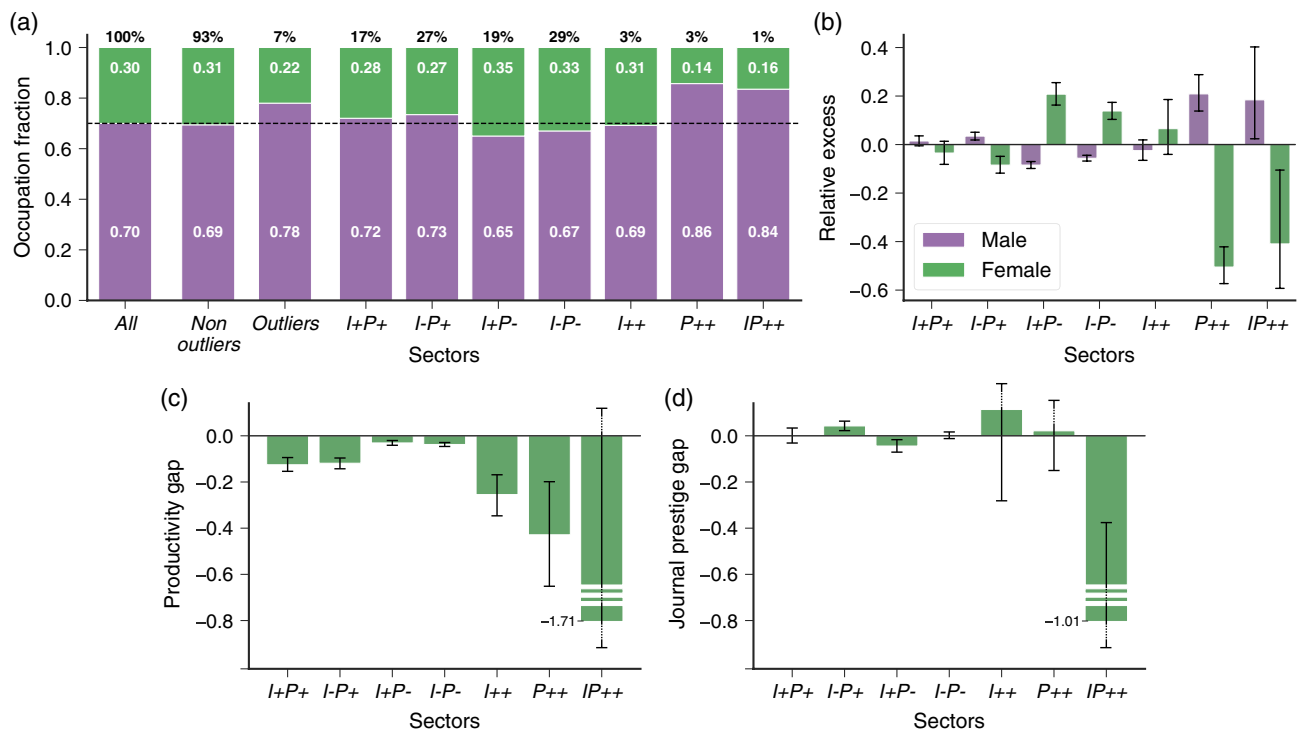 (a)
100% 93% 7% 17% 27% 19% 29% 3% 3% 1%
1.0
0.8
0.6
0.4
0.2
0.0
Occupation fraction
0.30 0.31 0.22 0.28 0.27 0.35 0.33 0.31 0.14 0.16
0.70 0.69 0.78 0.72 0.73 0.65 0.67 0.69 0.86 0.84
All Non Outliers I+P+ I-P+ I+P- I-P- I++ P++ IP++
outliers
Sectors
(b)
0.4
0.2
0.0
−0.2
−0.4
−0.6
Relative excess
Male
Female
I+P+ I-P+ I+P- I-P- I++ P++ IP++
Sectors
(c)
0.0
−0.2
−0.4
−0.6
−0.8
Productivity gap
−1.71
I+P+ I-P+ I+P- I-P- I++ P++ IP++
Sectors
(d)
0.0
−0.2
−0.4
−0.6
−0.8
Journal prestige gap
−1.01
I+P+ I-P+ I+P- I-P- I++ P++ IP++
Sectors